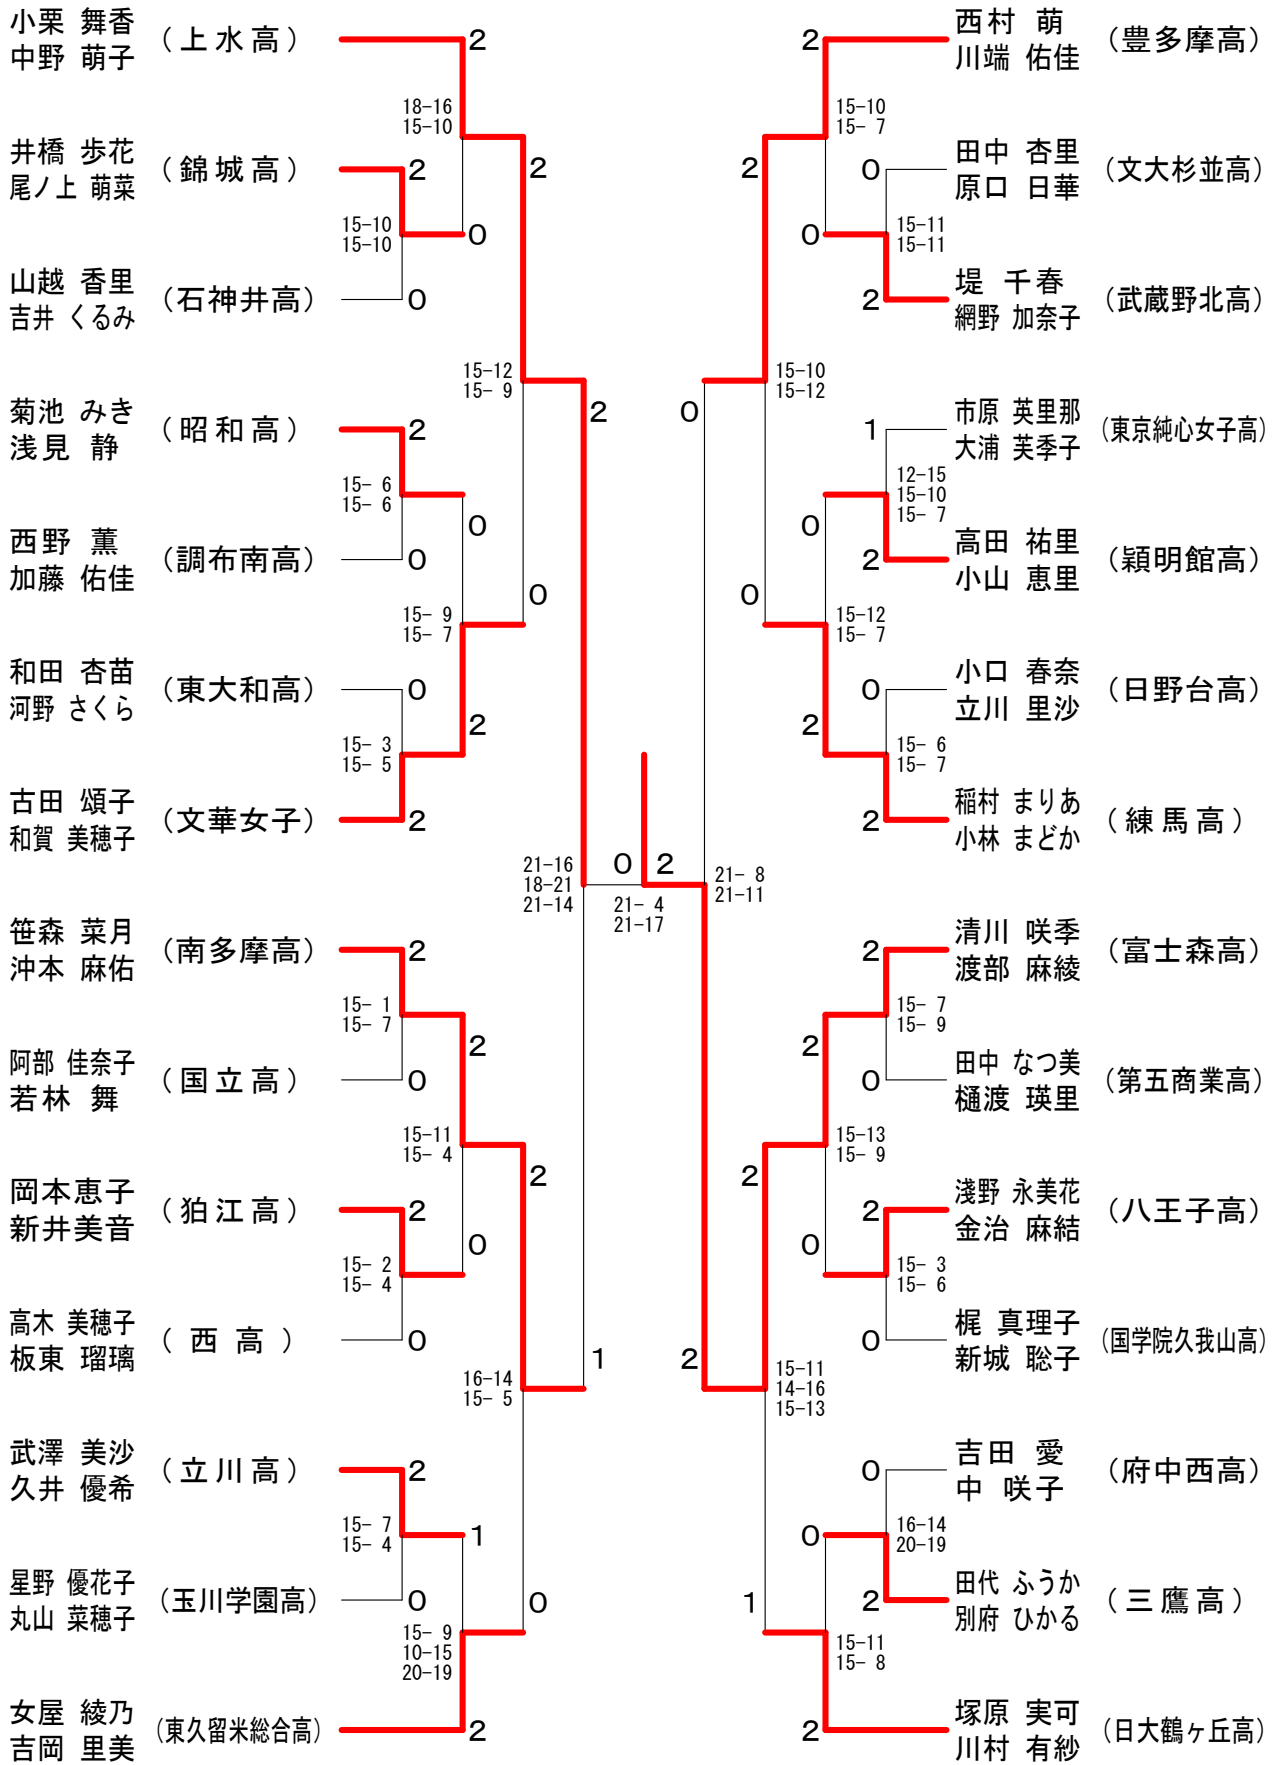 小栗 舞香
中野 萌子
(上水高)
2
18-16
15-10
井橋 歩花
尾ノ上 萌菜
(錦城高)
2
2
15-10
15-10
0
山越 香里
吉井 くるみ
(石神井高)
0
15-12
15- 9
2
菊池 みき
浅見 静
(昭和高)
2
15- 6
15- 6
0
西野 薫
加藤 佑佳
(調布南高)
0
0
15- 9
15- 7
和田 杏苗
河野 さくら
(東大和高)
0
2
15- 3
15- 5
古田 頌子
和賀 美穂子
(文華女子)
2
21-16
18-21
21-14
0
2
21- 4
21-17
笹森 菜月
沖本 麻佑
(南多摩高)
2
15- 1
15- 7
2
阿部 佳奈子
若林 舞
(国立高)
0
15-11
15- 4
2
岡本恵子
新井美音
(狛江高)
2
0
15- 2
15- 4
高木 美穂子
板東 瑠璃
(西高)
0
1
16-14
15- 5
武澤 美沙
久井 優希
(立川高)
2
15- 7
15- 4
1
星野 優花子
丸山 菜穂子
(玉川学園高)
0
0
15- 9
10-15
20-19
女屋 綾乃
吉岡 里美
(東久留米総合高)
2
2
西村 萌
川端 佑佳
(豊多摩高)
15-10
15- 7
2
0
田中 杏里
原口 日華
(文大杉並高)
0
15-11
15-11
2
堤 千春
網野 加奈子
(武蔵野北高)
15-10
15-12
0
1
市原 英里那
大浦 芙季子
(東京純心女子高)
12-15
15-10
15- 7
0
2
高田 祐里
小山 恵里
(穎明館高)
0
15-12
15- 7
0
小口 春奈
立川 里沙
(日野台高)
2
15- 6
15- 7
2
稲村 まりあ
小林 まどか
(練馬高)
21- 8
21-11
2
清川 咲季
渡部 麻綾
(富士森高)
15- 7
15- 9
2
0
田中 なつ美
樋渡 瑛里
(第五商業高)
15-13
15- 9
2
2
淺野 永美花
金治 麻結
(八王子高)
0
15- 3
15- 6
0
梶 真理子
新城 聡子
(国学院久我山高)
2
15-11
14-16
15-13
0
吉田 愛
中 咲子
(府中西高)
0
16-14
20-19
2
田代 ふうか
別府 ひかる
(三鷹高)
1
15-11
15- 8
2
塚原 実可
川村 有紗
(日大鶴ヶ丘高)